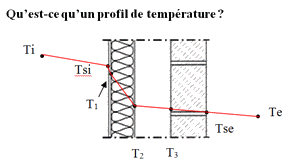 Qu'est-ce qu'un profil de température ?
Ti
Tsi
T1
Te
Tse
T2
T3